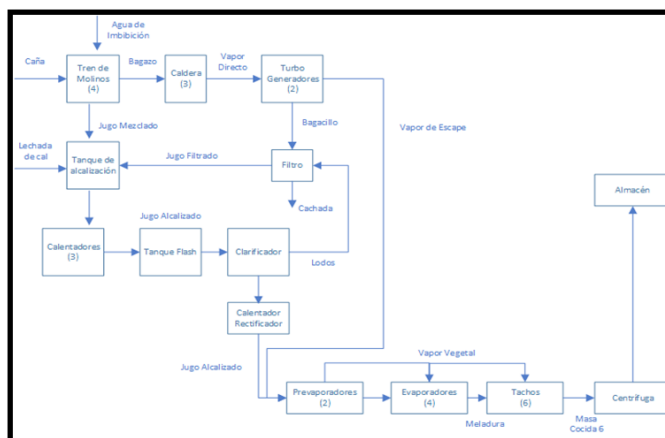 Agua de
Imbibición
Caña
Tren de
Molinos
(4)
Bagazo
Caldera
(3)
Vapor
Directo
Turbo
Generadores
(2)
Bagacillo
Vapor de Escape
Jugo Mezclado
Lechada
de cal
Tanque de
alcalización
Jugo Filtrado
Filtro
Cachada
Almacén
Jugo Alcalizado
Calentadores
(3)
Tanque Flash
Clarificador
Lodos
Calentador
Rectificador
Jugo Alcalizado
Vapor Vegetal
Prevaporadores
(2)
Evaporadores
(4)
Meladura
Tachos
(6)
Masa
Cocida 6
Centrífuga